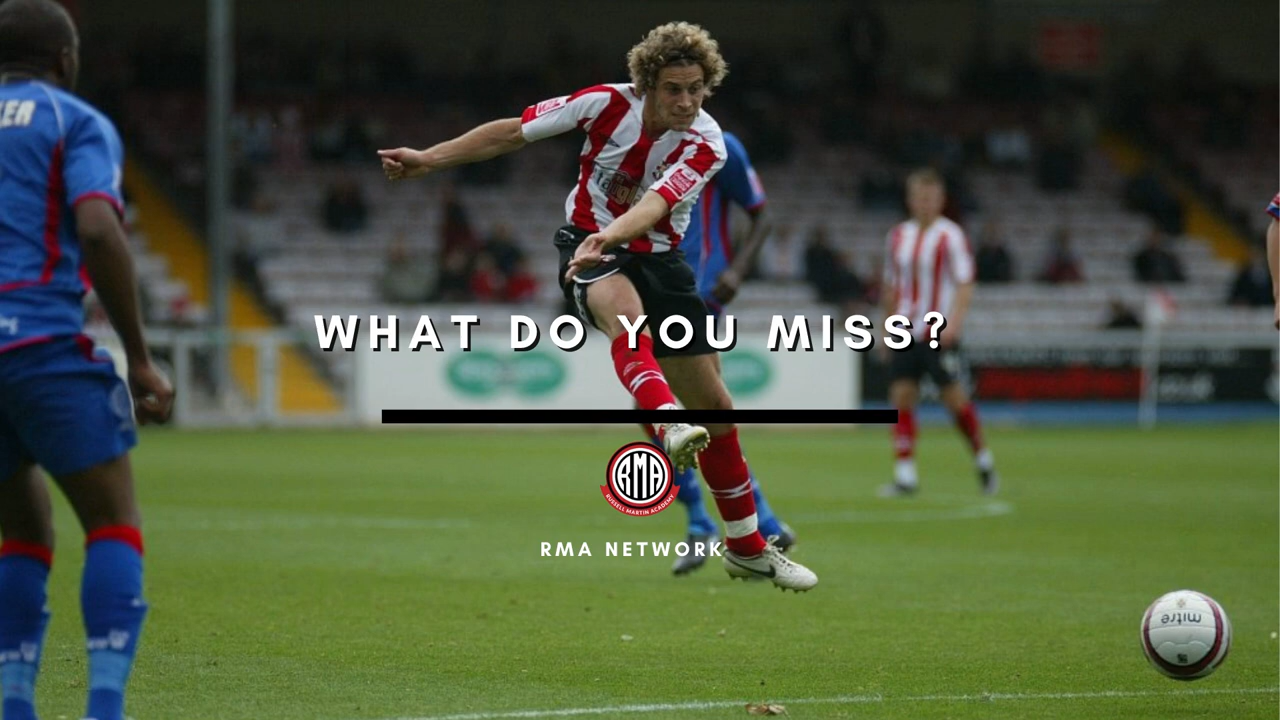 WHAT DO YOU MISS?
RMA
RUSSELL MARTIN ACADEMY
RMA NETWORK
mitre